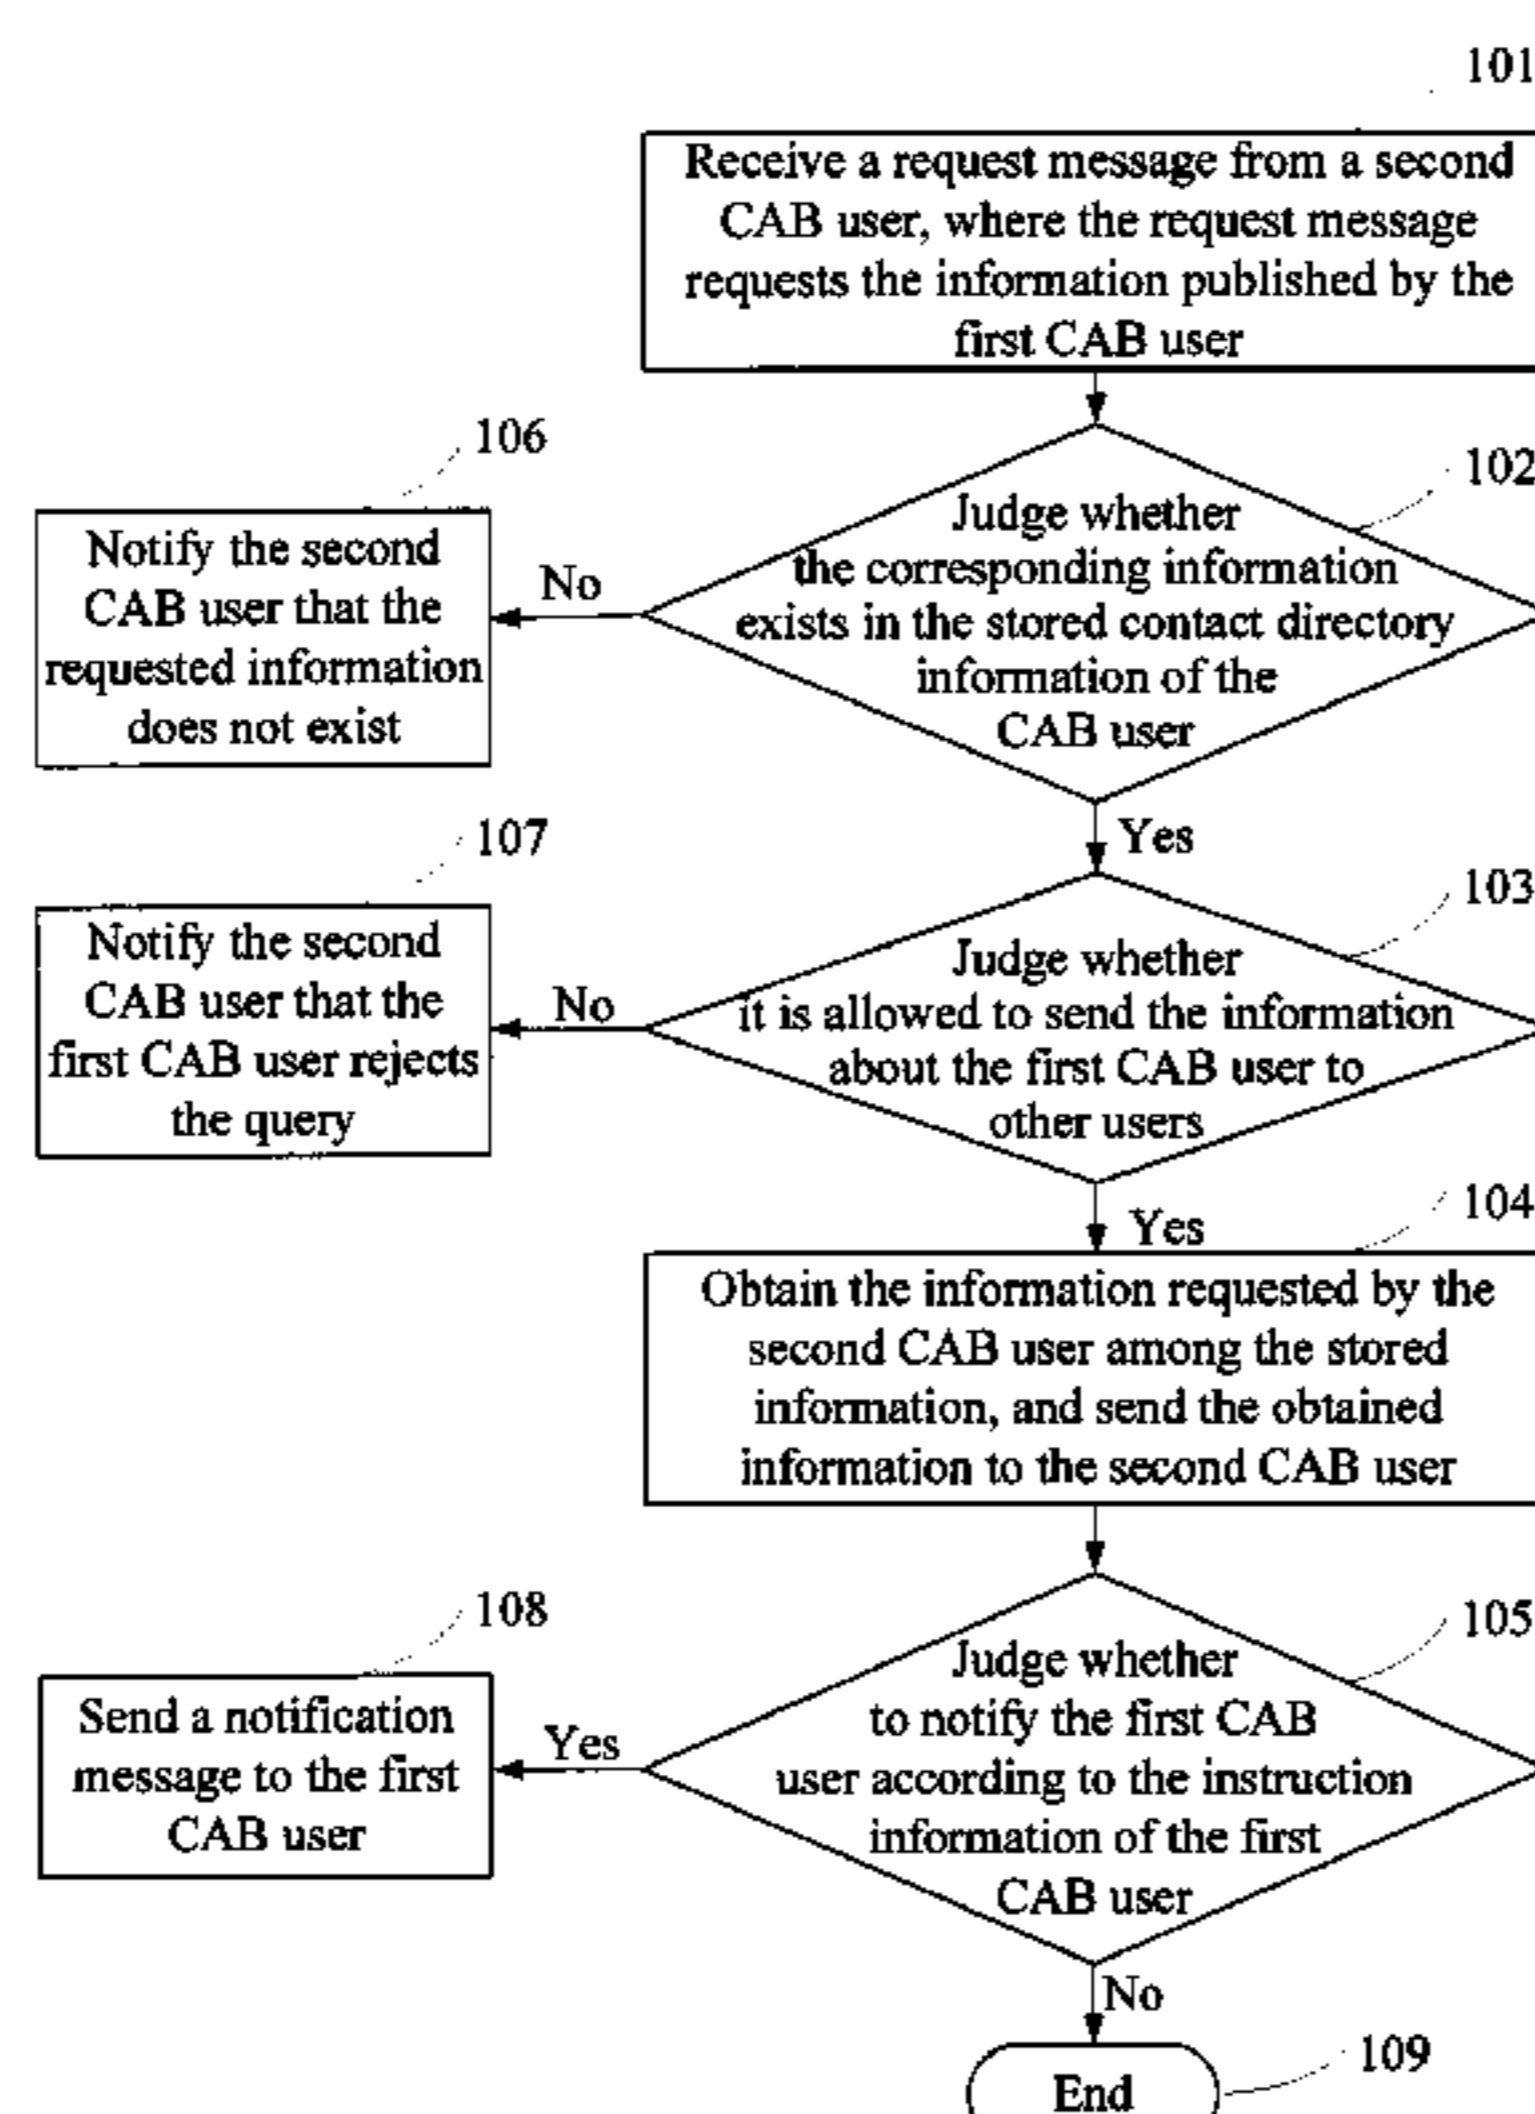 101
Receive a request message from a second
CAB user, where the request message
requests the information published by the
first CAB user
106
102
Notify the second
CAB user that the
requested information
does not exist
No
Judge whether
the corresponding information
exists in the stored contact directory
information of the
CAB user
Yes
107
103
Notify the second
CAB user that the
first CAB user rejects
the query
No
Judge whether
it is allowed to send the information
about the first CAB user to
other users
Yes
104
Obtain the information requested by the
second CAB user among the stored
information, and send the obtained
information to the second CAB user
108
105
Send a notification
message to the first
CAB user
Yes
Judge whether
to notify the first CAB
user according to the instruction
information of the first
CAB user
No
109
End